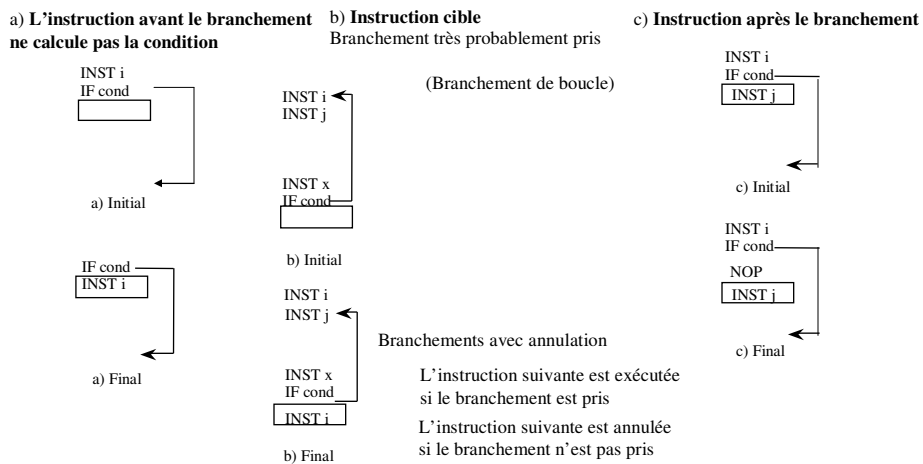 a) L'instruction avant le branchement
ne calcule pas la condition
INST i
IF cond
a) Initial
IF cond
INST i
a) Final
b) Instruction cible
Branchement très probablement pris
(Branchement de boucle)
INST i
INST j
INST x
IF cond
b) Initial
INST i
INST j
Branchements avec annulation
INST x
IF cond
INST i
L'instruction suivante est exécutée
si le branchement est pris
L'instruction suivante est annulée
si le branchement n'est pas pris
b) Final
c) Instruction après le branchement
INST i
IF cond
INST j
c) Initial
INST i
IF cond
NOP
INST j
c) Final